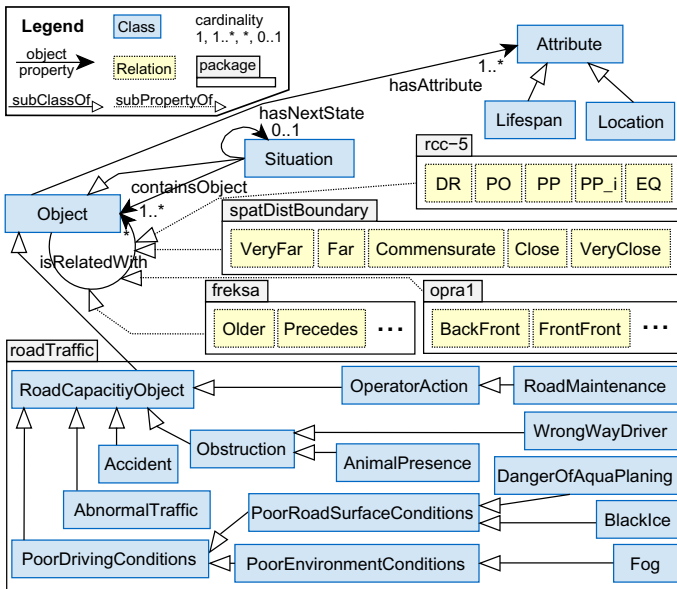 Legend
Class
cardinality
1, 1..*, *, 0..1
object
property
Relation
package
subClassOf
subPropertyOf
Attribute
1..*
hasAttribute
Lifespan
Location
hasNextState
0..1
Situation
rcc-5
DR
PO
PP
PP_i
EQ
containsObject
1..*
Object
*
isRelatedWith
spatDistBoundary
VeryFar
Far
Commensurate
Close
VeryClose
freksa
Older
Precedes
...
opra1
BackFront
FrontFront
...
roadTraffic
RoadCapacitiyObject
OperatorAction
RoadMaintenance
WrongWayDriver
Obstruction
Accident
AnimalPresence
DangerOfAquaPlaning
AbnormalTraffic
PoorRoadSurfaceConditions
BlackIce
PoorDrivingConditions
PoorEnvironmentConditions
Fog